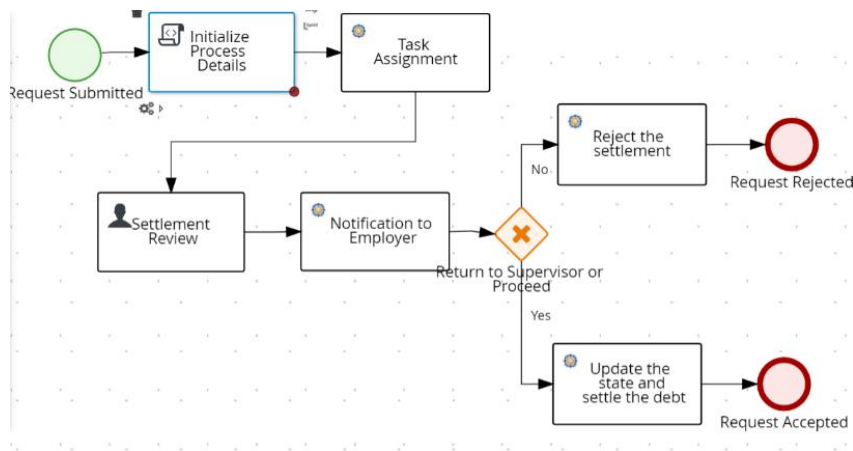 Initialize
Process
Details
Task
Assignment
Request Submitted
Reject the
settlement
No
Request Rejected
Settlement
Review
Notification to
Employer
Return to Supervisor or
Proceed
Yes
Update the
state and
settle the debt
Request Accepted